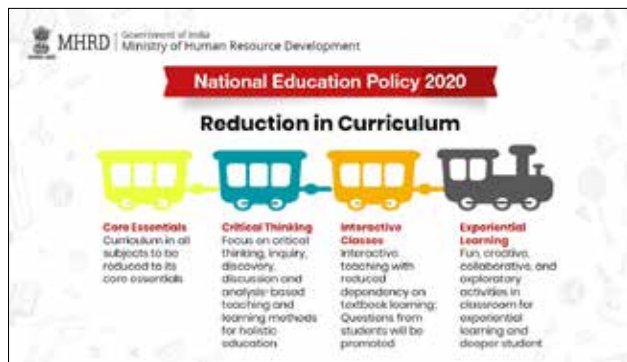 MHRD
Government of India
Ministry of Human Resource Development
National Education Policy 2020
Reduction in Curriculum
Core Essentials
Curriculum in all
subjects to be
reduced to its
core essentials
Critical Thinking
Focus on critical
thinking, inquiry,
discovery,
discussion and
analysis-based
teaching and
learning methods
for holistic
education
Interactive
Classes
Interactive
teaching with
reduced
dependency on
textbook learning;
Questions from
students will be
promoted
Experiential
Learning
Fun, creative,
collaborative, and
exploratory
activities in
classroom for
experiential
learning and
deeper student